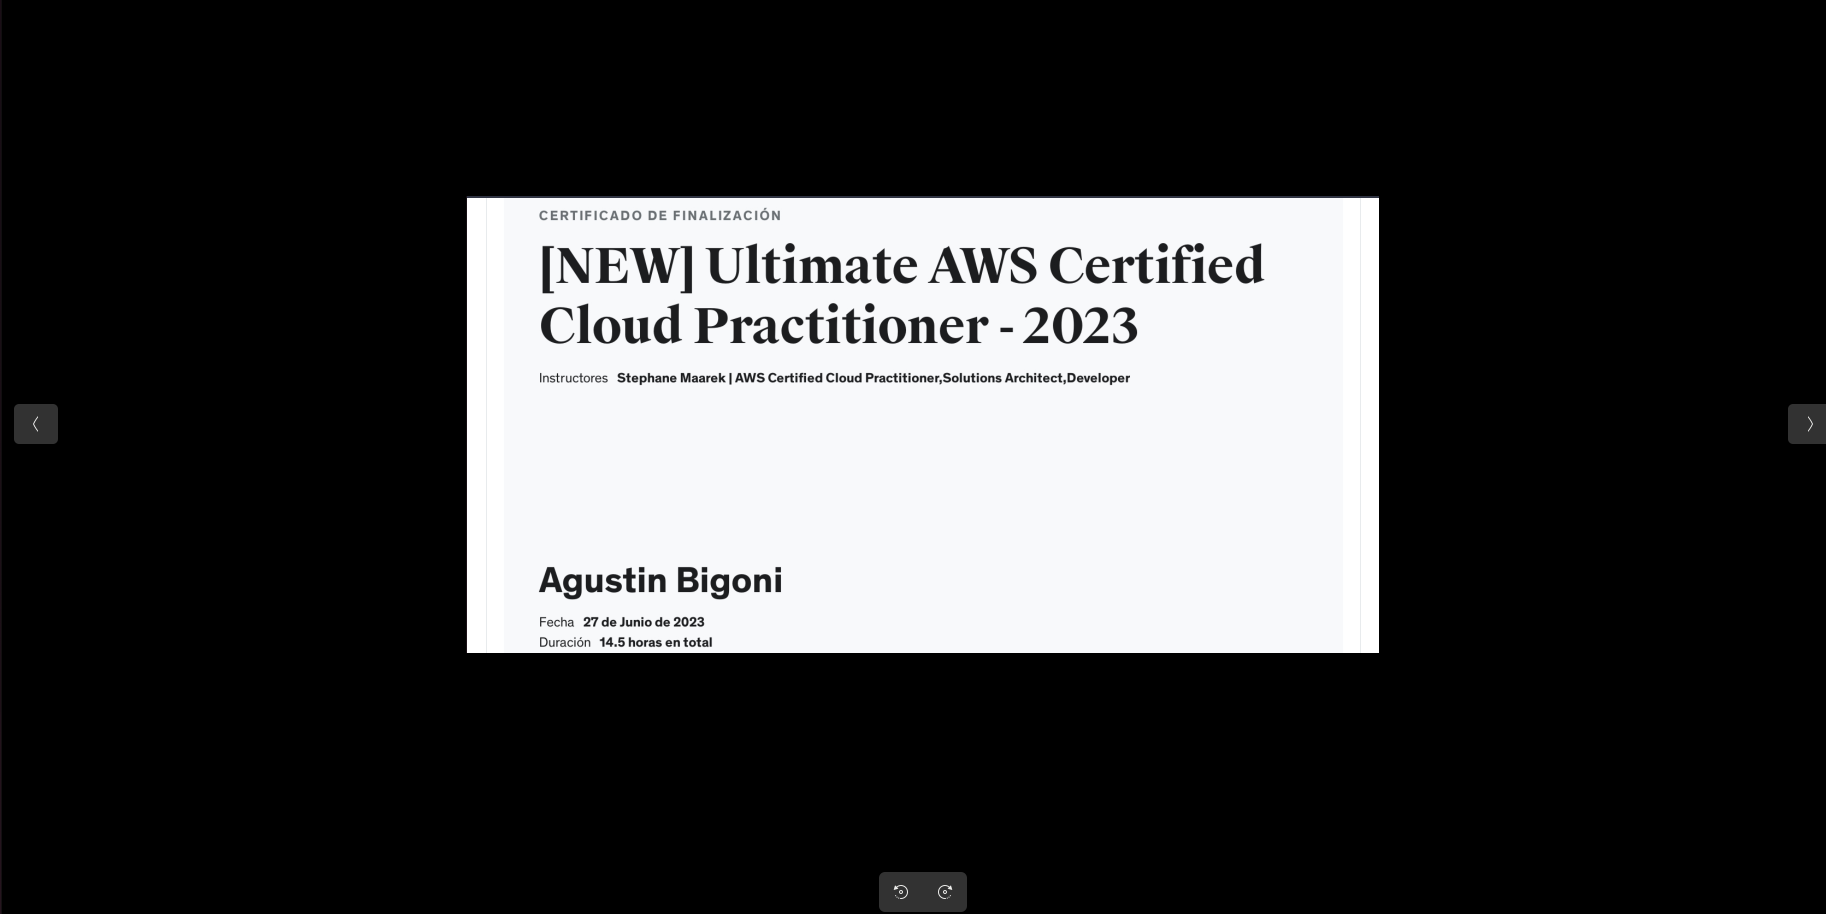 CERTIFICADO DE FINALIZACIÓN
[NEW] Ultimate AWS Certified
Cloud Practitioner - 2023
Instructores Stephane Maarek | AWS Certified Cloud Practitioner,Solutions Architect,Developer
Agustin Bigoni
Fecha 27 de Junio de 2023
Duración 14.5 horas en total